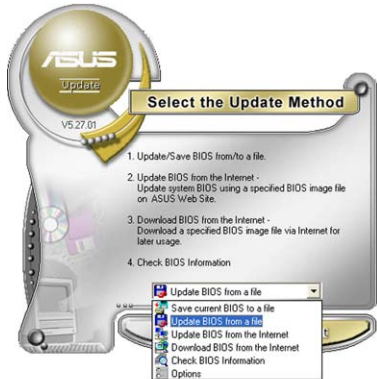 ASUS
Update
V5.27.01
Select the Update Method
1. Update/Save BIOS from/to a file.
2. Update BIOS from the Internet -
Update system BIOS using a specified BIOS image file
on ASUS Web Site.
3. Download BIOS from the Internet -
Download a specified BIOS image file via Internet for
later usage.
4. Check BIOS Information
Update BIOS from a file
Save current BIOS to a file
Update BIOS from a file
Update BIOS from the Internet
Download BIOS from the Internet
Check BIOS Information
Options